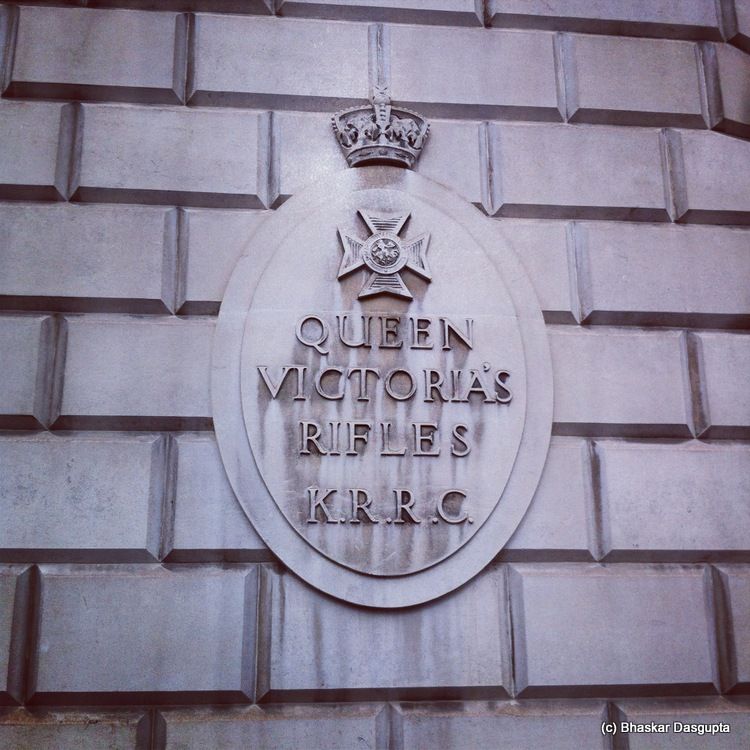 QUEEN
VICTORIA'S
RIFLES
K.R.R.C.
(c) Bhaskar Dasgupta